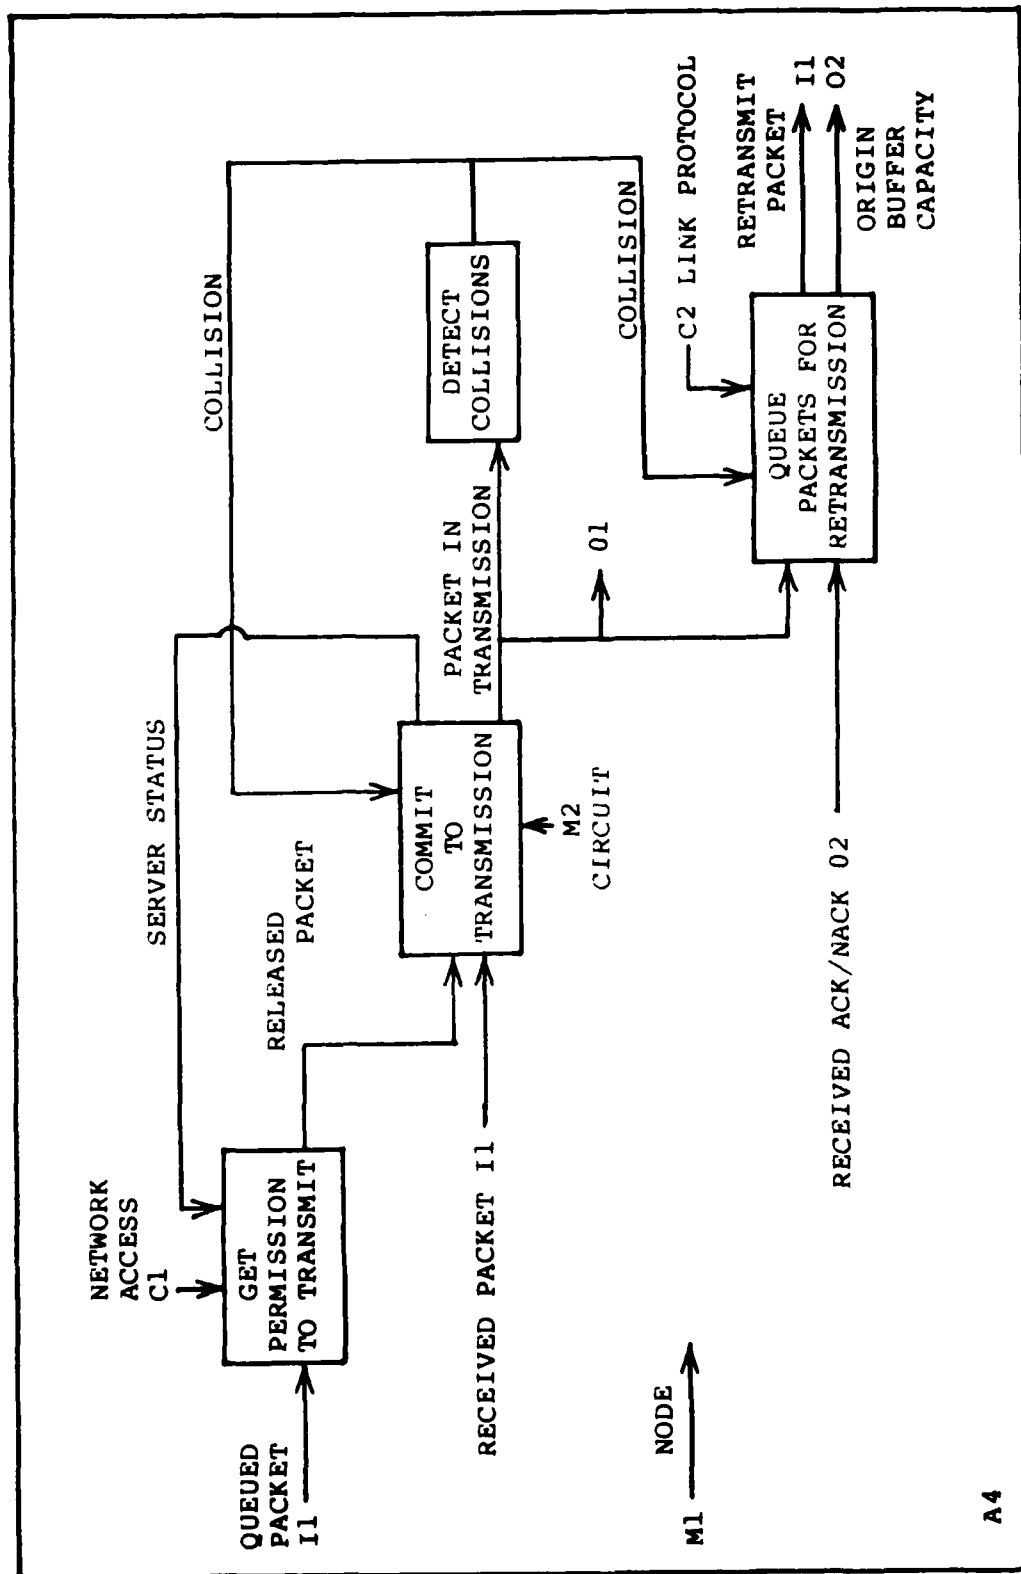 NETWORK
ACCESS
C1
SERVER STATUS
COLLISION
QUEUED
PACKET
I1
GET
PERMISSION
TO TRANSMIT
RELEASED
PACKET
RECEIVED PACKET I1
COMMIT
TO
TRANSMISSION
M2
CIRCUIT
PACKET IN
TRANSMISSION
DETECT
COLLISIONS
O1
COLLISION
C2 LINK PROTOCOL
RECEIVED ACK/NACK O2
QUEUE
PACKETS FOR
RETRANSMISSION
RETRANSMIT
PACKET
I1
O2
ORIGIN
BUFFER
CAPACITY
NODE
M1
A4